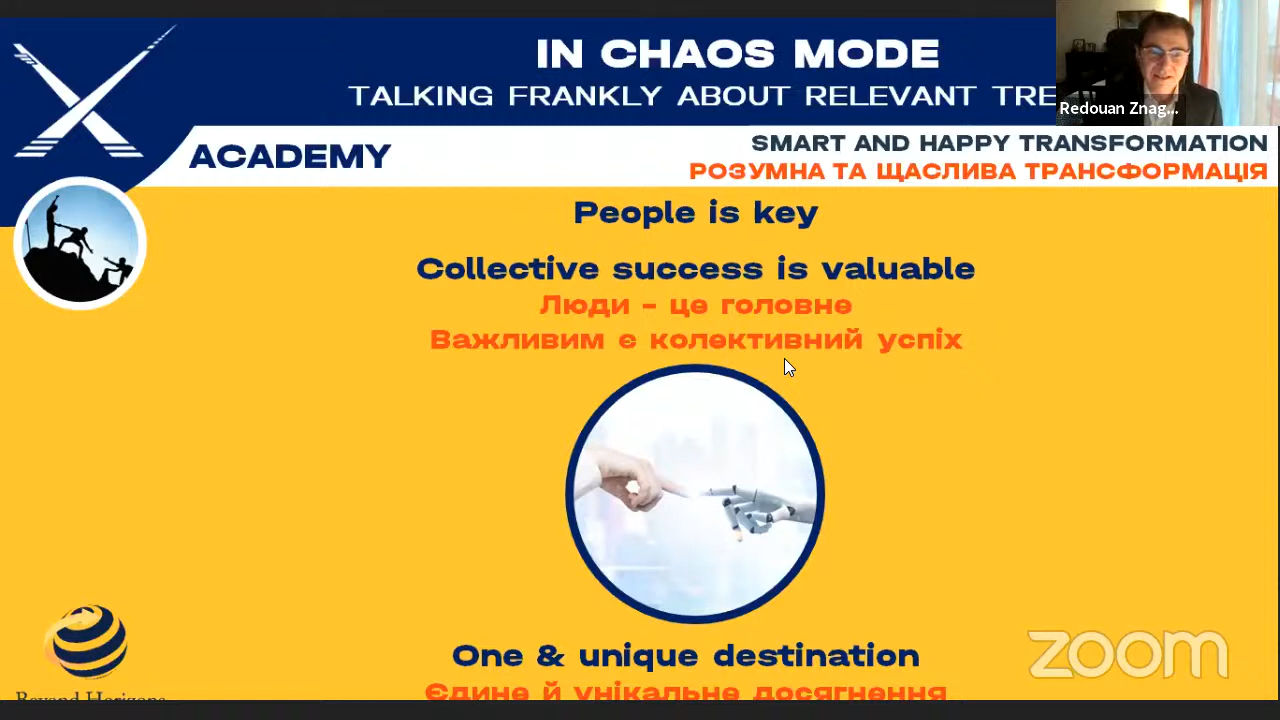 IN CHAOS MODE
TALKING FRANKLY ABOUT RELEVANT
Redouan Znag...
ACADEMY
SMART AND HAPPY TRANSFORMATION
РОЗУМНА ТА ЩАСЛИВА ТРАНСФОРМАЦІЯ
People is key
Collective success is valuable
Люди - це головне
Важливим є колективний успіх
One & unique destination
Єдине й унікальне досягнення
Beyond Horizons
zoom